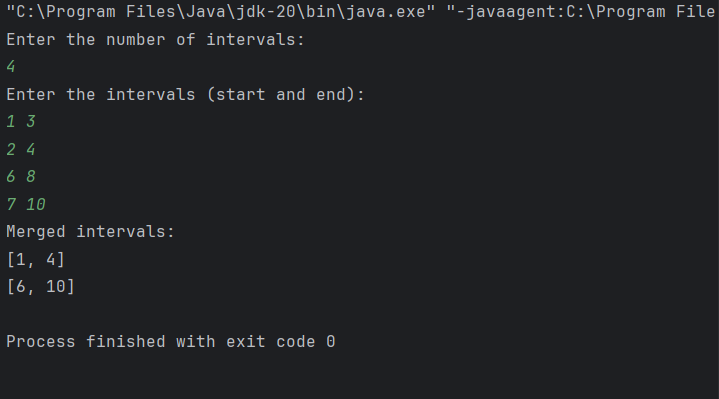 "C:\Program Files\Java\jdk-20\bin\java.exe" "-javaagent:C:\Program File
Enter the number of intervals:
4
Enter the intervals (start and end):
1 3
2 4
6 8
7 10
Merged intervals:
[1, 4]
[6, 10]
Process finished with exit code 0